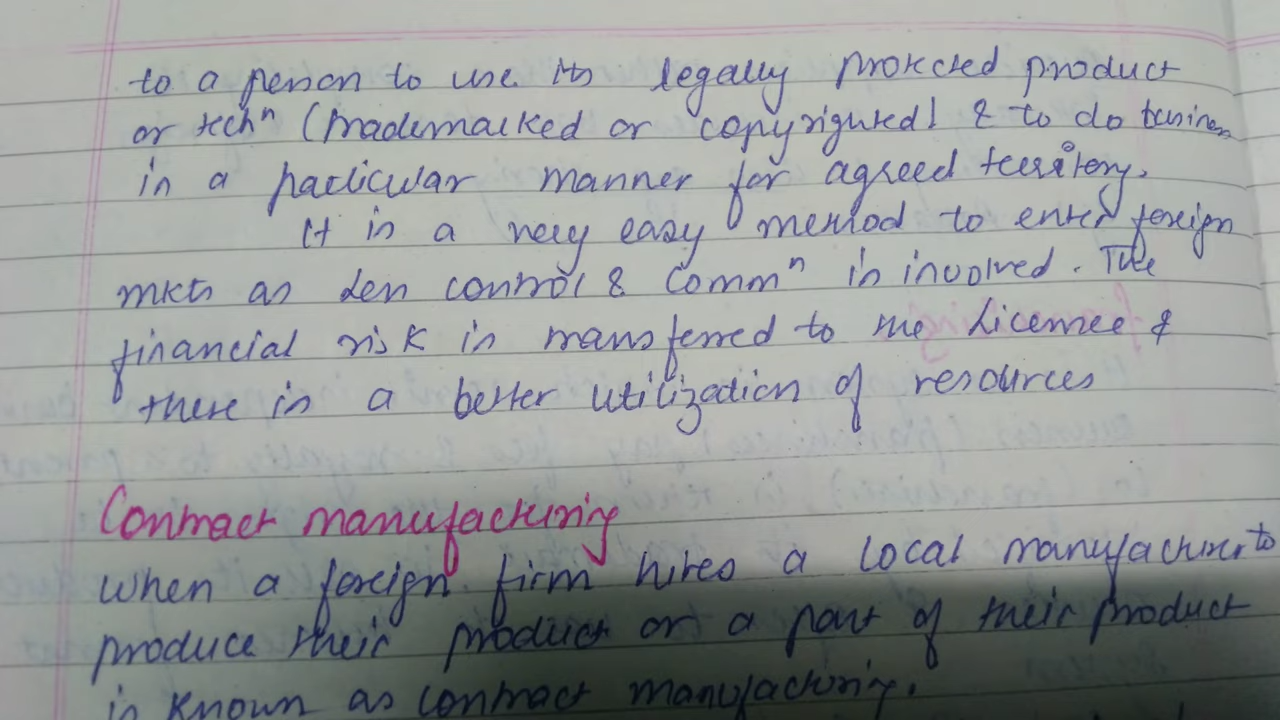 to a person to use its legally protected product
or techⁿ (trademarked or copyrighted) & to do business
in a particular manner for agreed territory.
It is a very easy method to enter foreign
mkts as less control & Commⁿ is involved. The
financial risk is transferred to the Licensee &
there is a better utilization of resources
Contract manufacturing
When a foreign firm hires a local manufacturer to
produce their product or a part of their product
is known as contract manufacturing.